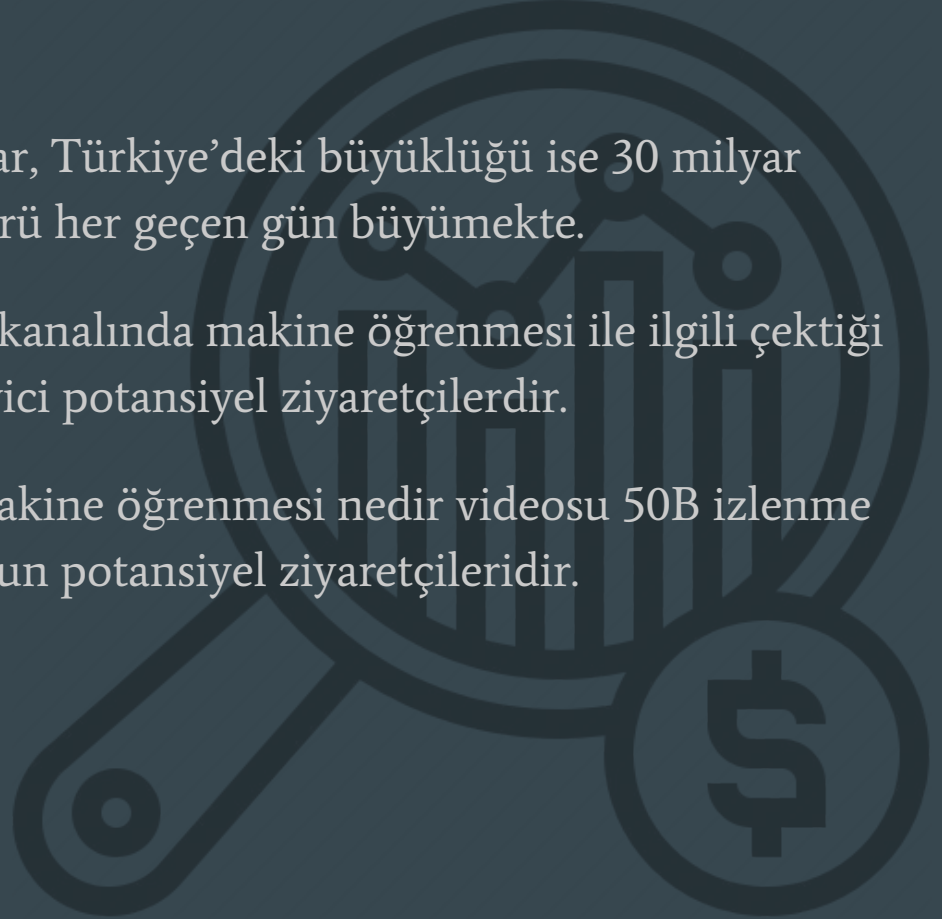 ar, Türkiye’deki büyüklüğü ise 30 milyar
rü her geçen gün büyümekte.
kanalında makine öğrenmesi ile ilgili çektiği
ici potansiyel ziyaretçilerdir.
akine öğrenmesi nedir videosu 50B izlenme
un potansiyel ziyaretçileridir.
$